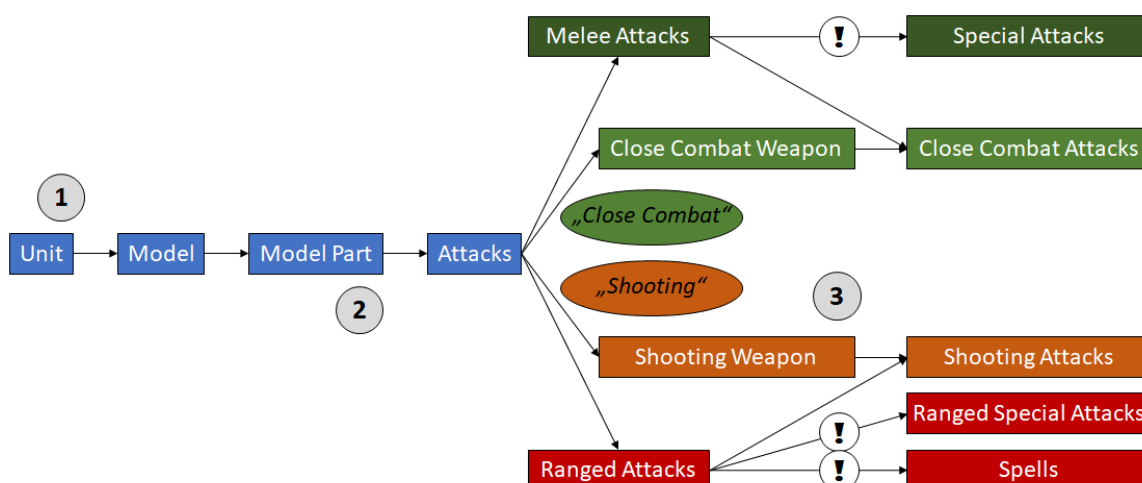 Melee Attacks
!
Special Attacks
Close Combat Weapon
Close Combat Attacks
1
„Close Combat“
Unit
Model
Model Part
Attacks
„Shooting“
2
3
Shooting Weapon
Shooting Attacks
Ranged Special Attacks
!
Ranged Attacks
!
Spells